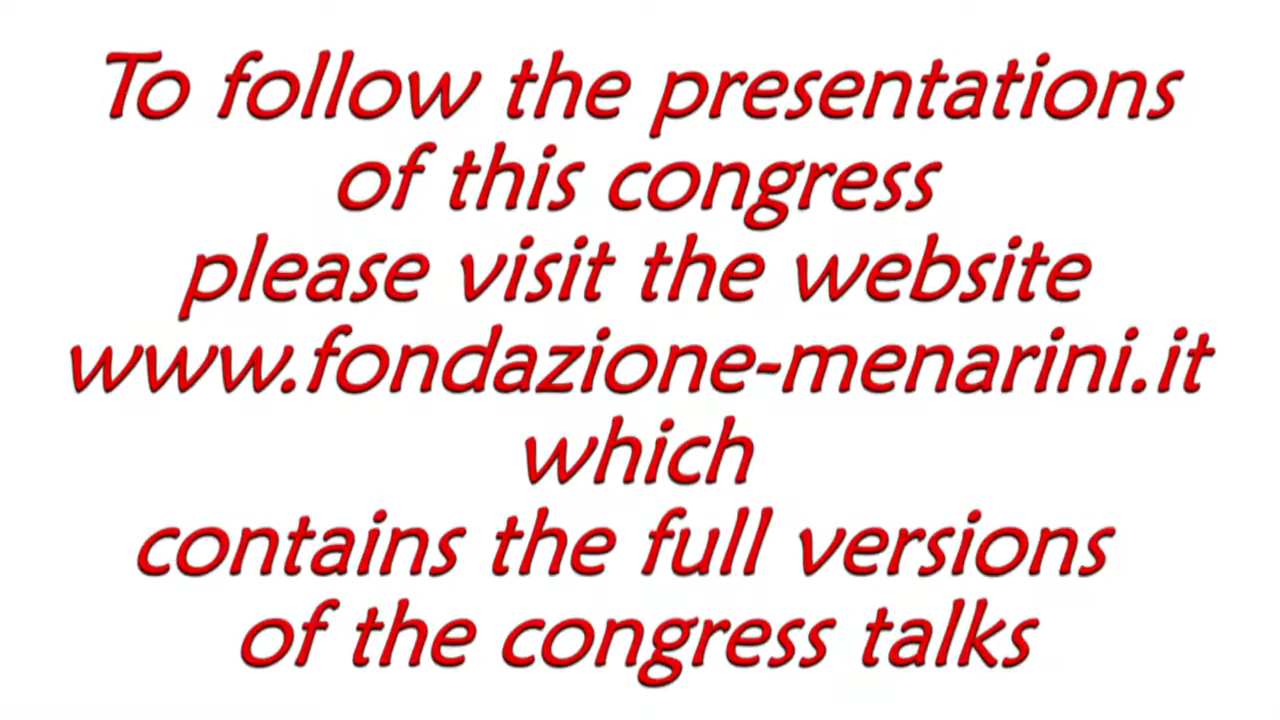 To follow the presentations
of this congress
please visit the website
www.fondazione-menarini.it
which
contains the full versions
of the congress talks